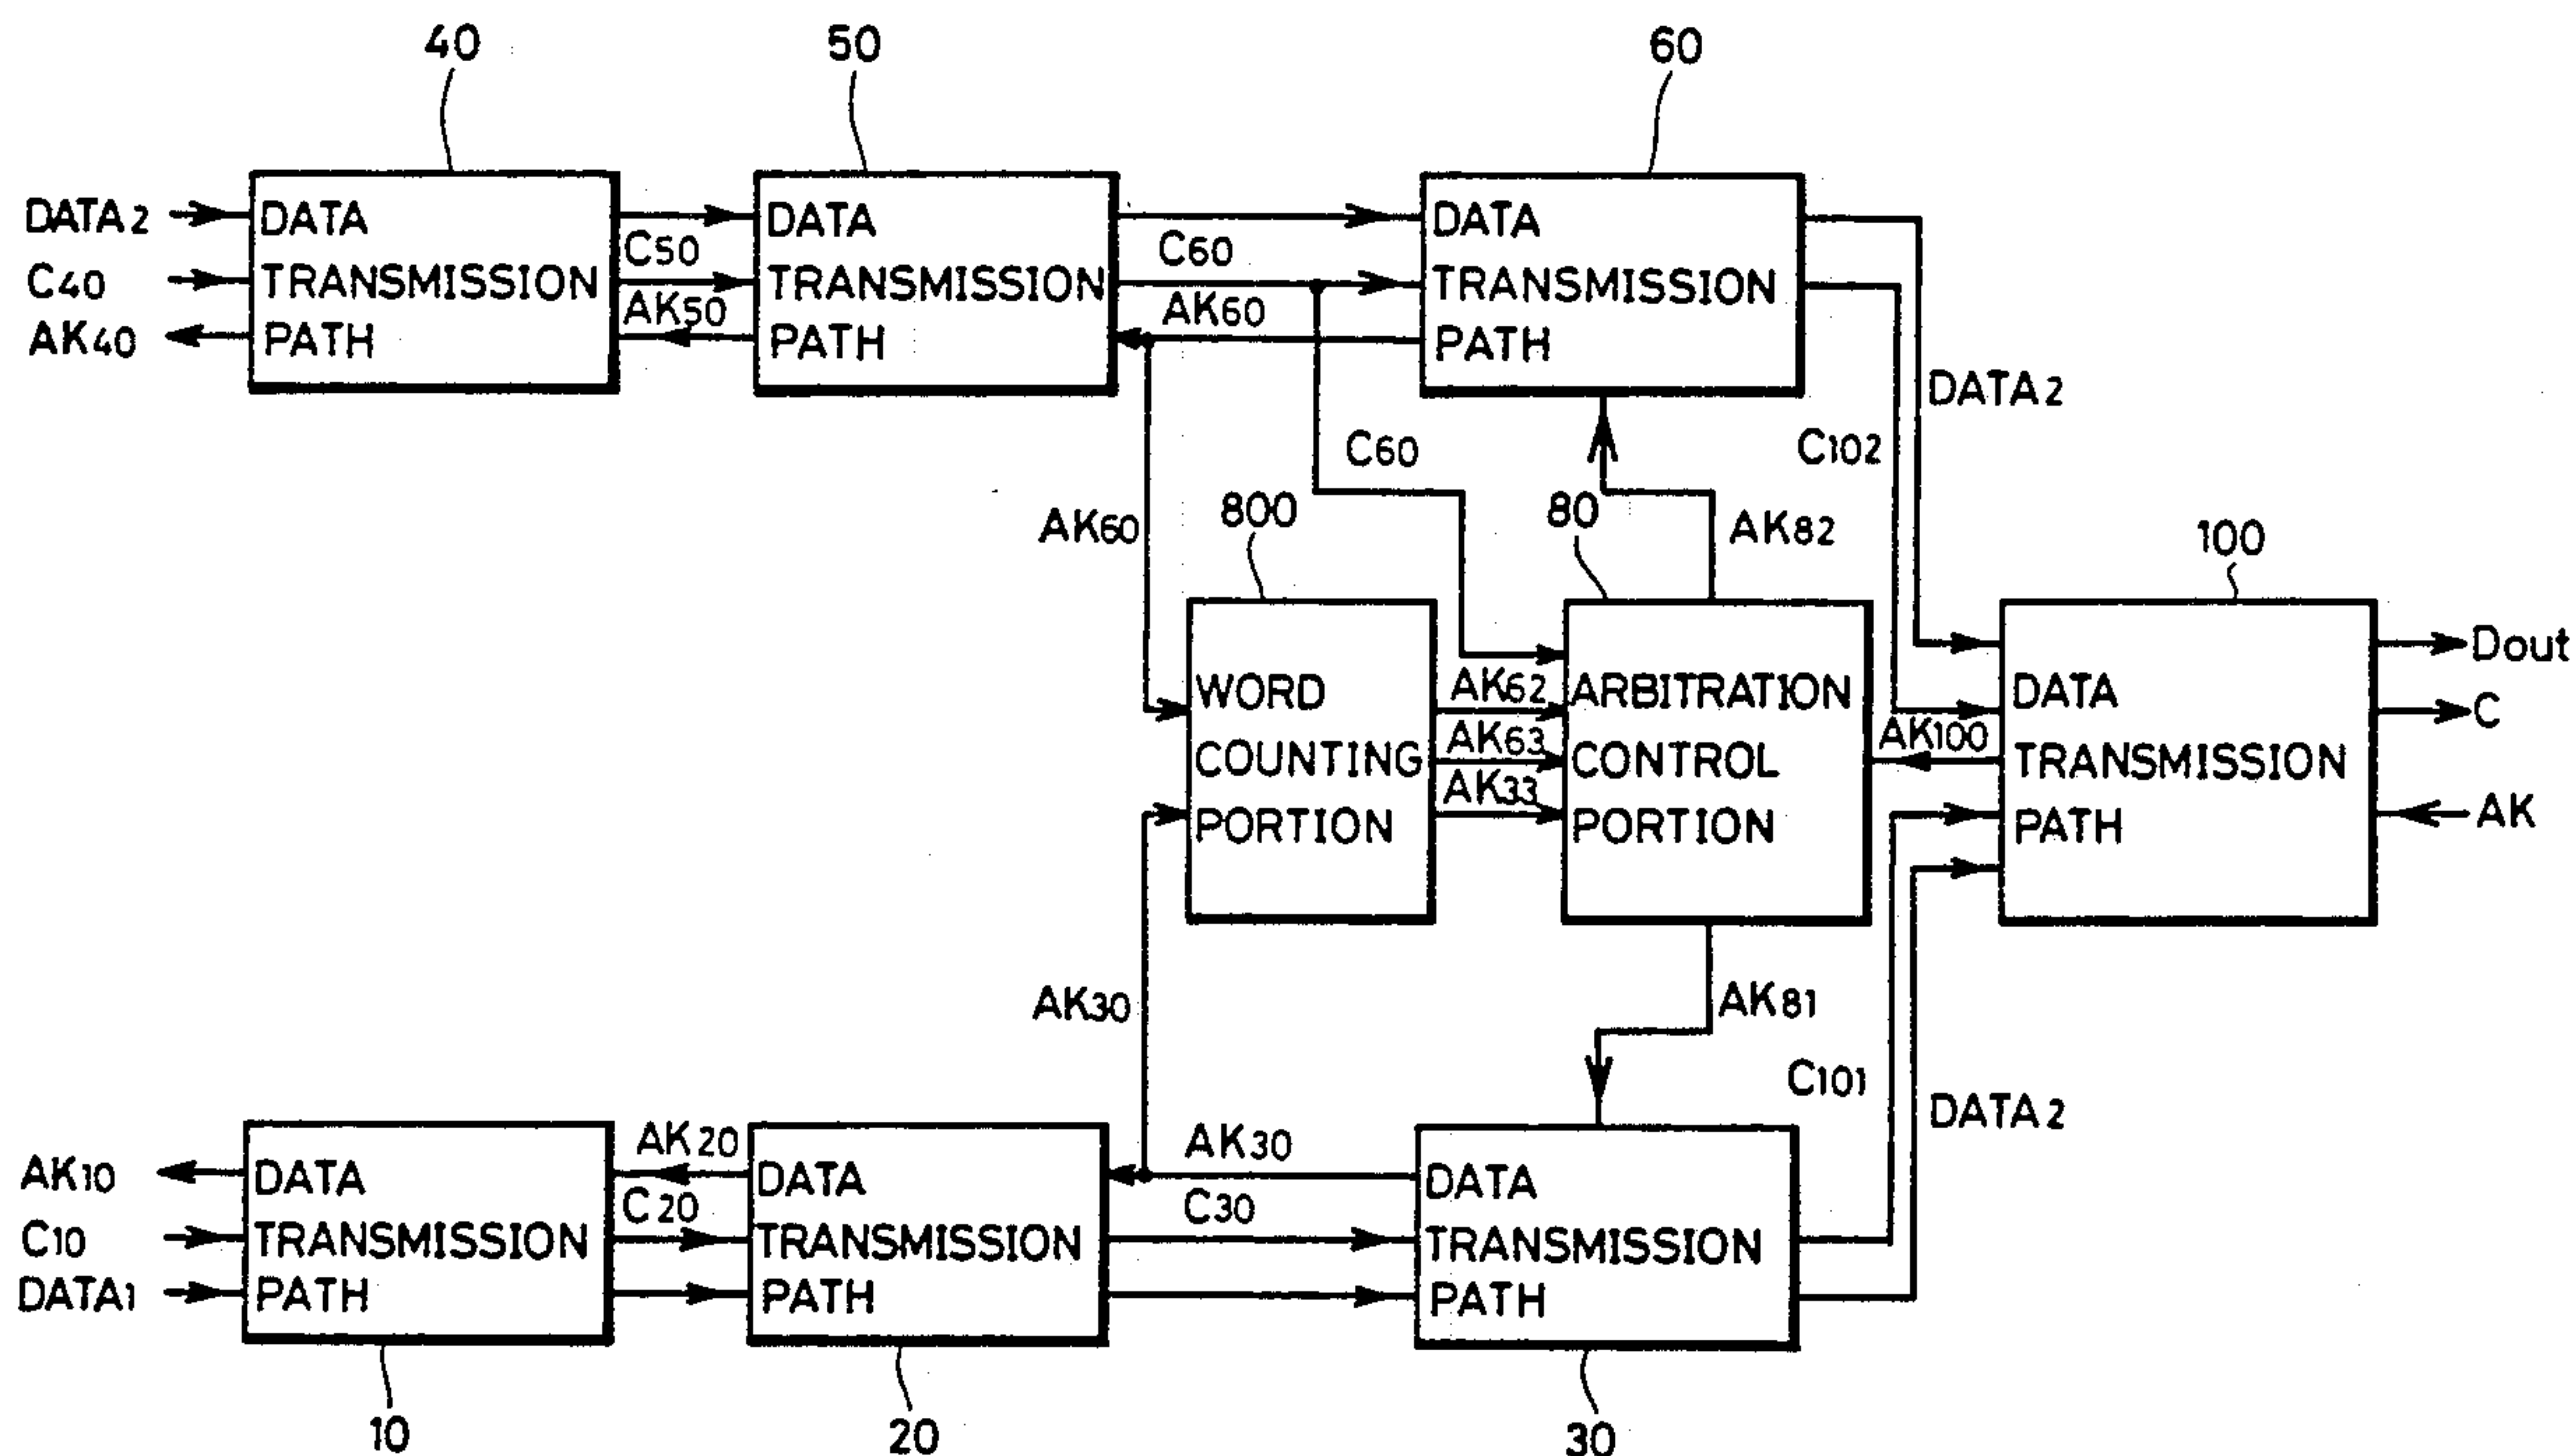 40
50
60
DATA2
C40
AK40
DATA
TRANSMISSION
PATH
C50
AK50
DATA
TRANSMISSION
PATH
C60
AK60
DATA
TRANSMISSION
PATH
DATA2
C102
C60
AK60
800
80
AK82
100
WORD
COUNTING
PORTION
AK62
AK63
AK33
ARBITRATION
CONTROL
PORTION
AK100
DATA
TRANSMISSION
PATH
Dout
C
AK
AK30
AK81
C101
DATA2
AK10
C10
DATA1
DATA
TRANSMISSION
PATH
AK20
C20
DATA
TRANSMISSION
PATH
AK30
C30
DATA
TRANSMISSION
PATH
10
20
30